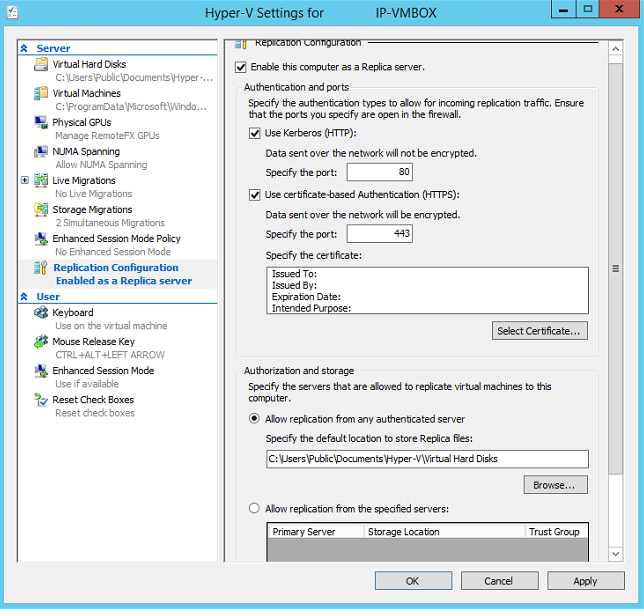 Hyper-V Settings for IP-VMBOX
Server
Virtual Hard Disks
C:\Users\Public\Documents\Hyper-...
Virtual Machines
C:\ProgramData\Microsoft\Windo...
Physical GPUs
Manage RemoteFX GPUs
NUMA Spanning
Allow NUMA Spanning
Live Migrations
No Live Migrations
Storage Migrations
2 Simultaneous Migrations
Enhanced Session Mode Policy
No Enhanced Session Mode
Replication Configuration
Enabled as a Replica server
User
Keyboard
Use on the virtual machine
Mouse Release Key
CTRL+ALT+LEFT ARROW
Enhanced Session Mode
Use if available
Reset Check Boxes
Reset check boxes
Replication Configuration
Enable this computer as a Replica server.
Authentication and ports
Specify the authentication types to allow for incoming replication traffic. Ensure
that the ports you specify are open in the firewall.
Use Kerberos (HTTP):
Data sent over the network will not be encrypted.
Specify the port: 80
Use certificate-based Authentication (HTTPS):
Data sent over the network will be encrypted.
Specify the port: 443
Specify the certificate:
Issued To:
Issued By:
Expiration Date:
Intended Purpose:
Select Certificate...
Authorization and storage
Specify the servers that are allowed to replicate virtual machines to this
computer.
Allow replication from any authenticated server
Specify the default location to store Replica files:
C:\Users\Public\Documents\Hyper-V\Virtual Hard Disks
Browse...
Allow replication from the specified servers:
Primary Server Storage Location Trust Group
OK Cancel Apply